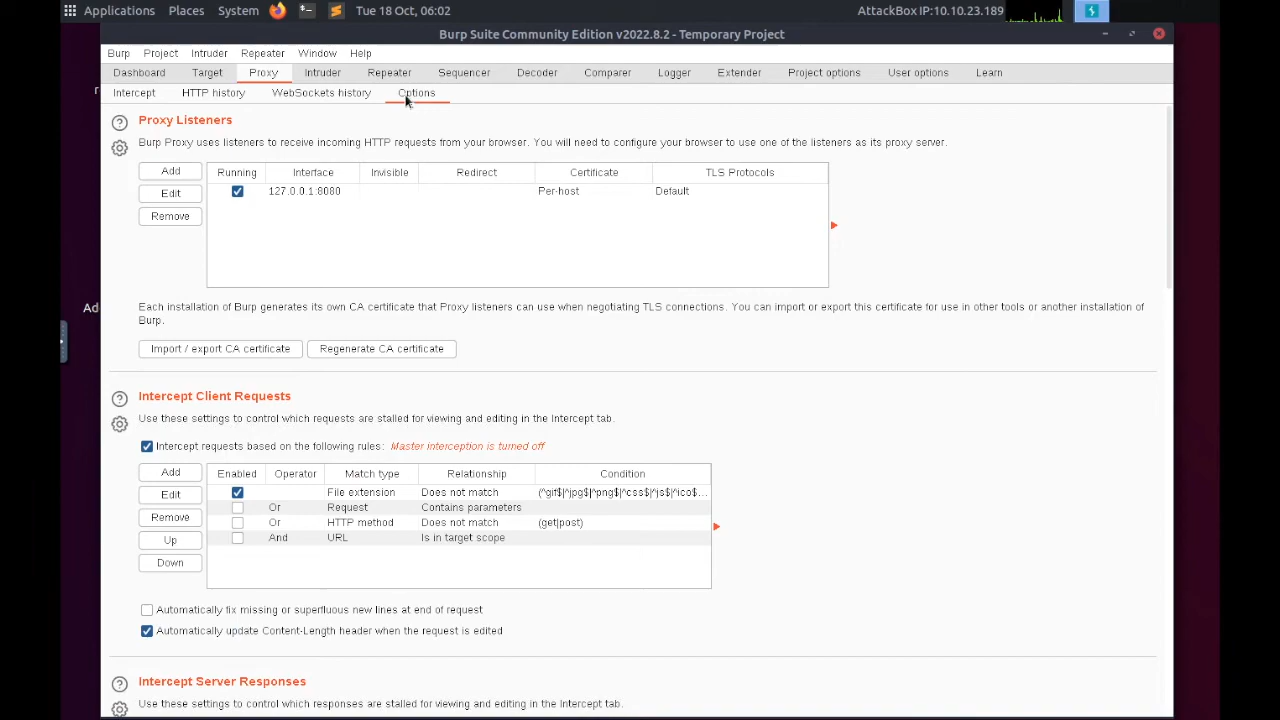 Applications Places System Tue 18 Oct, 06:02 AttackBox IP:10.10.23.189
Burp Suite Community Edition v2022.8.2 - Temporary Project
Burp Project Intruder Repeater Window Help
Dashboard Target Proxy Intruder Repeater Sequencer Decoder Comparer Logger Extender Project options User options Learn
Intercept HTTP history WebSockets history Options
Proxy Listeners
Burp Proxy uses listeners to receive incoming HTTP requests from your browser. You will need to configure your browser to use one of the listeners as its proxy server.
Add Running Interface Invisible Redirect Certificate TLS Protocols
Edit 127.0.0.1:8080 Per-host Default
Remove
Each installation of Burp generates its own CA certificate that Proxy listeners can use when negotiating TLS connections. You can import or export this certificate for use in other tools or another installation of
Burp.
Import / export CA certificate Regenerate CA certificate
Intercept Client Requests
Use these settings to control which requests are stalled for viewing and editing in the Intercept tab.
Intercept requests based on the following rules: Master interception is turned off
Add Enabled Operator Match type Relationship Condition
Edit File extension Does not match (^gif$|^jpg$|^png$|^css$|^js$|^ico$...
Or Request Contains parameters
Remove Or HTTP method Does not match (get|post)
Up And URL Is in target scope
Down
Automatically fix missing or superfluous new lines at end of request
Automatically update Content-Length header when the request is edited
Intercept Server Responses
Use these settings to control which responses are stalled for viewing and editing in the Intercept tab.